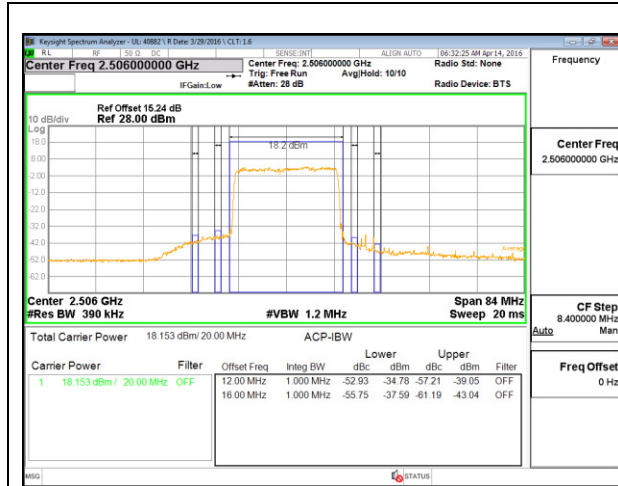 Keysight Spectrum Analyzer - UL: 40882 \ R Date: 3/29/2016 \ CLT: 1.6
RL RF 50 Ω DC SENSE:INT ALIGN AUTO 06:32:25 AM Apr 14, 2016
Center Freq 2.506000000 GHz
Center Freq: 2.506000000 GHz Radio Std: None
Trig: Free Run Avg|Hold: 10/10
IFGain:Low #Atten: 28 dB Radio Device: BTS
Frequency
Ref Offset 15.24 dB
10 dB/div Ref 28.00 dBm
Log
18.0
8.00
-2.00
-12.0
-22.0
-32.0
-42.0
-52.0
-62.0
18.2 dBm
Average
Center 2.506 GHz Span 84 MHz
#Res BW 390 kHz #VBW 1.2 MHz Sweep 20 ms
Total Carrier Power 18.153 dBm/ 20.00 MHz ACP-IBW
Lower Upper
Carrier Power Filter Offset Freq Integ BW dBc dBm dBc dBm Filter
1 18.153 dBm / 20.00 MHz OFF 12.00 MHz 1.000 MHz -52.93 -34.78 -57.21 -39.05 OFF
16.00 MHz 1.000 MHz -55.75 -37.59 -61.19 -43.04 OFF
Center Freq
2.506000000 GHz
CF Step
8.400000 MHz
Auto Man
Freq Offset
0 Hz
MSG STATUS